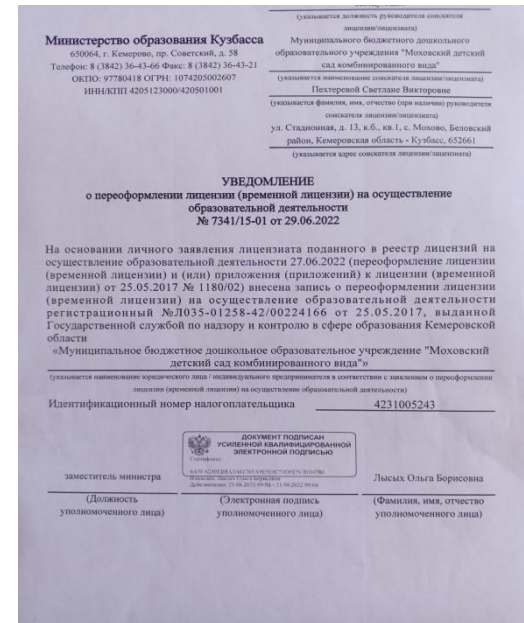 (указывается должность руководителя соискателя
лицензии/лицензиата)
Министерство образования Кузбасса
650064, г. Кемерово, пр. Советский, д. 58
Телефон: 8 (3842) 36-43-66 Факс: 8 (3842) 36-43-21
ОКПО: 97780418 ОГРН: 1074205002607
ИНН/КПП 4205123000/420501001
Муниципального бюджетного дошкольного
образовательного учреждения "Моховский детский
сад комбинированного вида"
(указывается наименование соискателя лицензии/лицензиата)
Пехтеревой Светлане Викторовне
(указывается фамилия, имя, отчество (при наличии) руководителя
соискателя лицензии/лицензиата)
ул. Стадионная, д. 13, к.б., кв.1, с. Мохово, Беловский
район, Кемеровская область - Кузбасс, 652661
(указывается адрес соискателя лицензии/лицензиата)
УВЕДОМЛЕНИЕ
о переоформлении лицензии (временной лицензии) на осуществление
образовательной деятельности
№ 7341/15-01 от 29.06.2022
На основании личного заявления лицензиата поданного в реестр лицензий на
осуществление образовательной деятельности 27.06.2022 (переоформление лицензии
(временной лицензии) и (или) приложения (приложений) к лицензии (временной
лицензии) от 25.05.2017 № 1180/02) внесена запись о переоформлении лицензии
(временной лицензии) на осуществление образовательной деятельности
регистрационный №Л035-01258-42/00224166 от 25.05.2017, выданной
Государственной службой по надзору и контролю в сфере образования Кемеровской
области
«Муниципальное бюджетное дошкольное образовательное учреждение "Моховский
детский сад комбинированного вида"»
(указывается наименование юридического лица / индивидуального предпринимателя в соответствии с заявлением о переоформлении
лицензии (временной лицензии) на осуществление образовательной деятельности)
Идентификационный номер налогоплательщика 4231005243
ДОКУМЕНТ ПОДПИСАН
УСИЛЕННОЙ КВАЛИФИЦИРОВАННОЙ
ЭЛЕКТРОННОЙ ПОДПИСЬЮ
Сертификат:
Владелец: Лысых Ольга Борисовна
заместитель министра
Лысых Ольга Борисовна
(Должность
уполномоченного лица)
(Электронная подпись
уполномоченного лица)
(Фамилия, имя, отчество
уполномоченного лица)